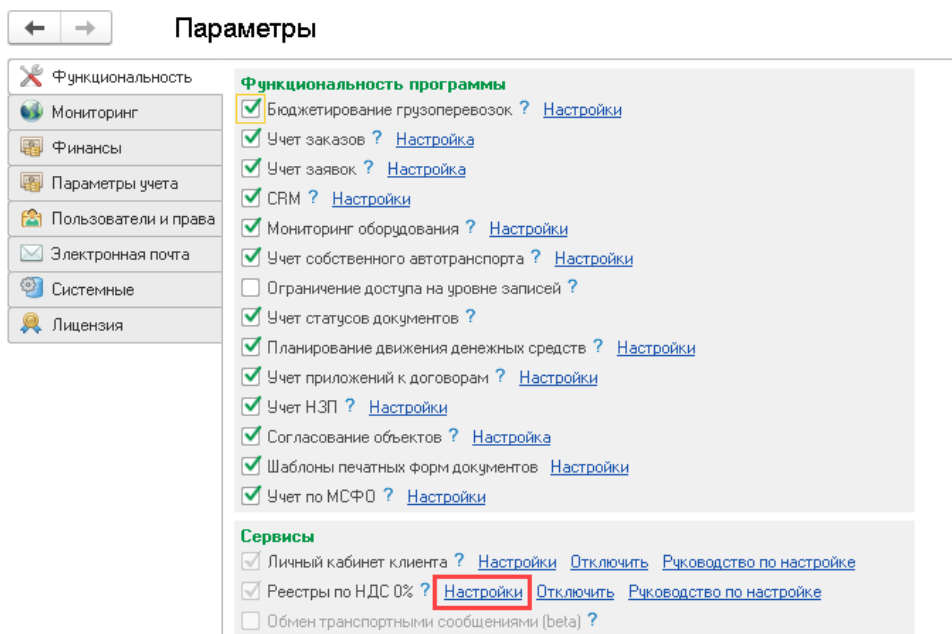 Параметры
Функциональность
Мониторинг
Финансы
Параметры учета
Пользователи и права
Электронная почта
Системные
Лицензия
Функциональность программы
Бюджетирование грузоперевозок ? Настройки
Учет заказов ? Настройка
Учет заявок ? Настройка
CRM ? Настройки
Мониторинг оборудования ? Настройки
Учет собственного автотранспорта ? Настройки
Ограничение доступа на уровне записей ?
Учет статусов документов ?
Планирование движения денежных средств ? Настройки
Учет приложений к договорам ? Настройки
Учет НЗП ? Настройки
Согласование объектов ? Настройка
Шаблоны печатных форм документов Настройки
Учет по МСФО ? Настройки
Сервисы
Личный кабинет клиента ? Настройки Отключить Руководство по настройке
Реестры по НДС 0% ? Настройки Отключить Руководство по настройке
Обмен транспортными сообщениями (beta) ?